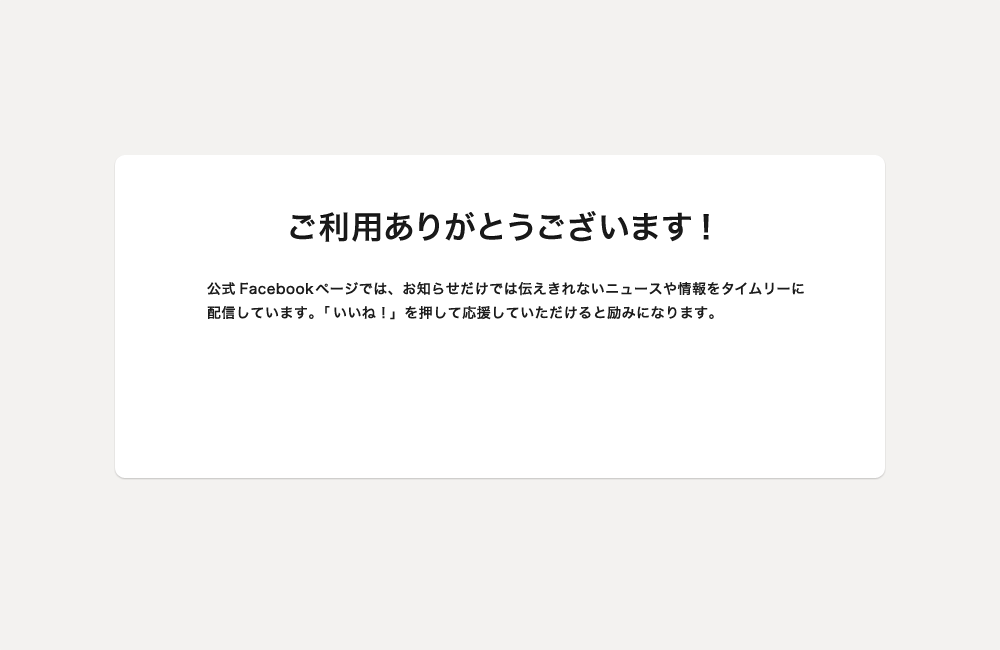 ご利用ありがとうございます！
公式 Facebookページでは、お知らせだけでは伝えきれないニュースや情報をタイムリーに
配信しています。「いいね！」を押して応援していただけると励みになります。